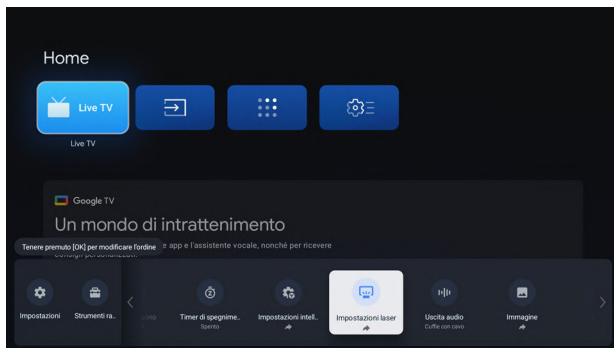 Home
Live TV
Live TV
Google TV
Un mondo di intrattenimento
Tenere premuto [OK] per modificare l'ordine
e app e l'assistente vocale, nonché per ricevere
consigli personalizzati.
Impostazioni
Strumenti ra..
Timer di spegnime..
Spento
Impostazioni intell..
Impostazioni laser
Uscita audio
Cuffie con cavo
Immagine